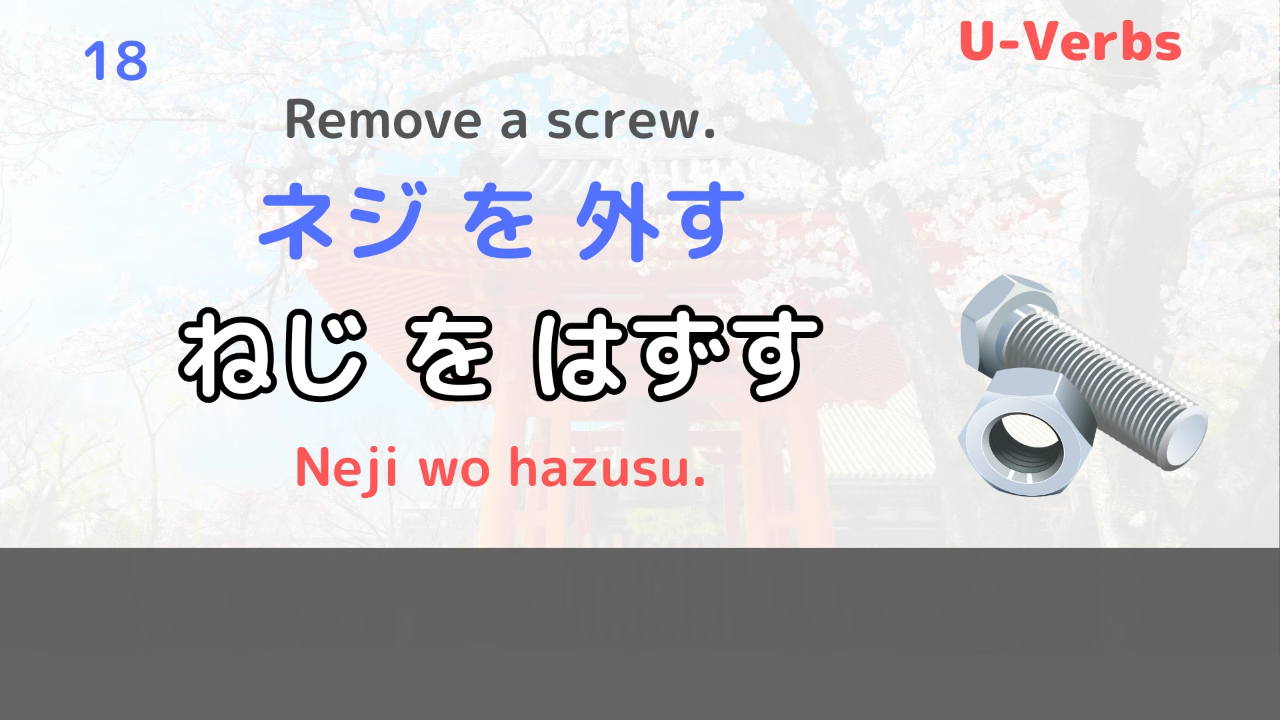 18
U-Verbs
Remove a screw.
ネジ を 外す
ねじ を はずす
Neji wo hazusu.